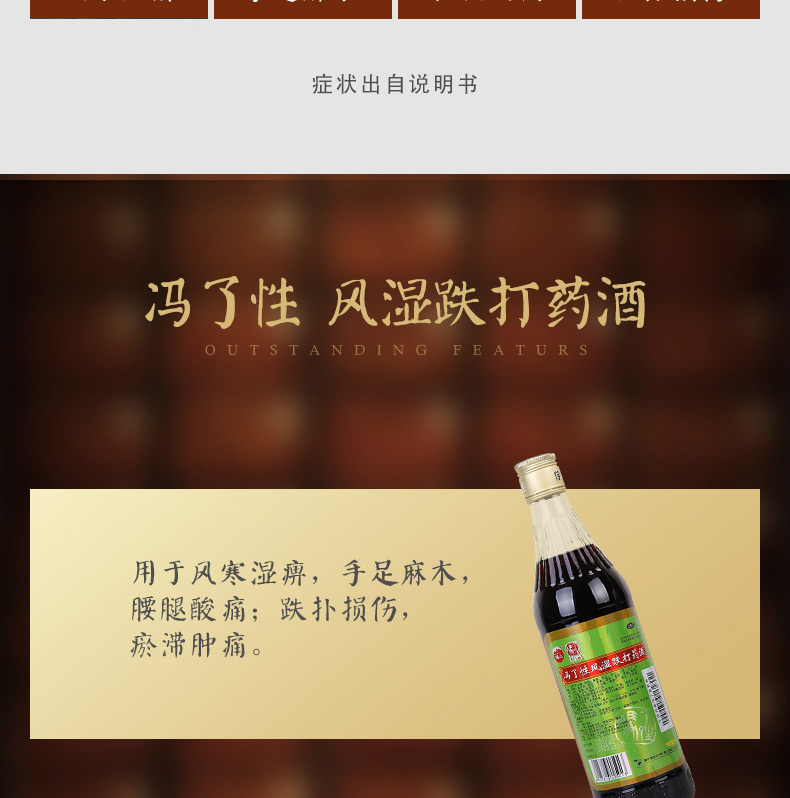 症状出自说明书
冯了性 风湿跌打药酒
OUTSTANDING FEATURS
用于风寒湿痹，手足麻木，
腰腿酸痛；跌扑损伤，
瘀滞肿痛。
冯了性风湿跌打药酒